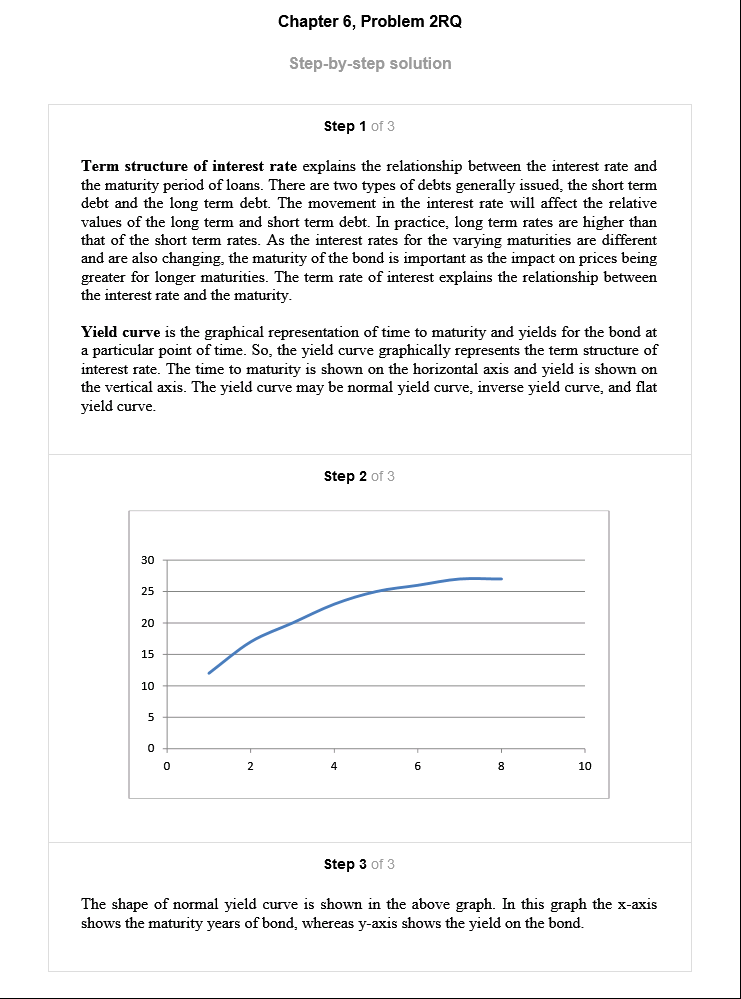 Chapter 6, Problem 2RQ
Step-by-step solution
Step 1 of 3
Term structure of interest rate explains the relationship between the interest rate and
the maturity period of loans. There are two types of debts generally issued, the short term
debt and the long term debt. The movement in the interest rate will affect the relative
values of the long term and short term debt. In practice, long term rates are higher than
that of the short term rates. As the interest rates for the varying maturities are different
and are also changing, the maturity of the bond is important as the impact on prices being
greater for longer maturities. The term rate of interest explains the relationship between
the interest rate and the maturity.
Yield curve is the graphical representation of time to maturity and yields for the bond at
a particular point of time. So, the yield curve graphically represents the term structure of
interest rate. The time to maturity is shown on the horizontal axis and yield is shown on
the vertical axis. The yield curve may be normal yield curve, inverse yield curve, and flat
yield curve.
Step 2 of 3
30
25
20
15
10
5
0
0 2 4 6 8 10
Step 3 of 3
The shape of normal yield curve is shown in the above graph. In this graph the x-axis
shows the maturity years of bond, whereas y-axis shows the yield on the bond.